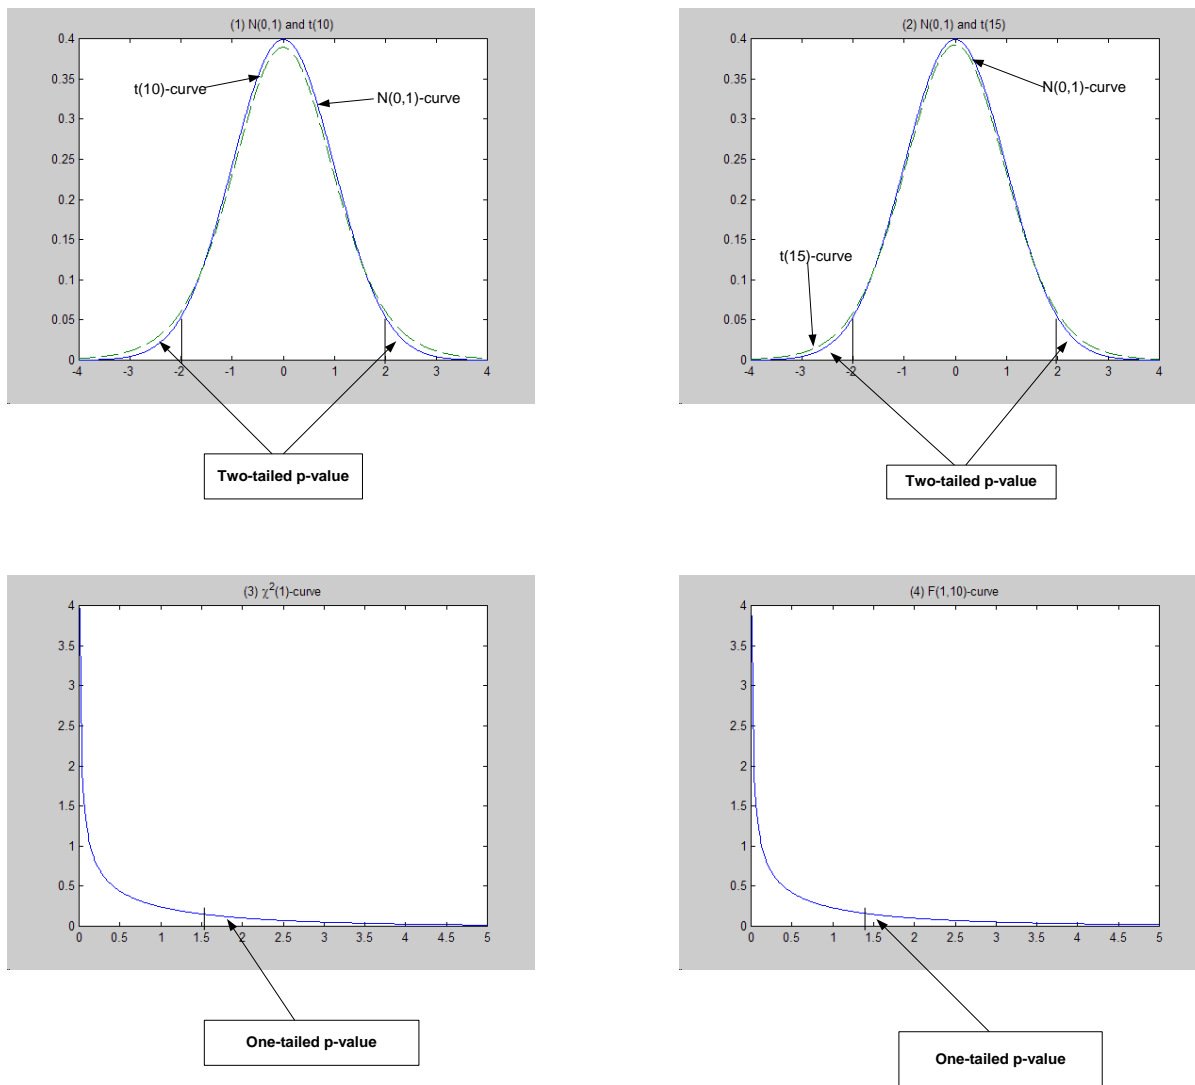 (1) N(0,1) and t(10)
0.4
0.35
0.3
0.25
0.2
0.15
0.1
0.05
0
-4 -3 -2 -1 0 1 2 3 4
t(10)-curve
N(0,1)-curve
Two-tailed p-value
(2) N(0,1) and t(15)
0.4
0.35
0.3
0.25
0.2
0.15
0.1
0.05
0
-4 -3 -2 -1 0 1 2 3 4
N(0,1)-curve
t(15)-curve
Two-tailed p-value
(3) χ²(1)-curve
4
3.5
3
2.5
2
1.5
1
0.5
0
0 0.5 1 1.5 2 2.5 3 3.5 4 4.5 5
One-tailed p-value
(4) F(1,10)-curve
4
3.5
3
2.5
2
1.5
1
0.5
0
0 0.5 1 1.5 2 2.5 3 3.5 4 4.5 5
One-tailed p-value